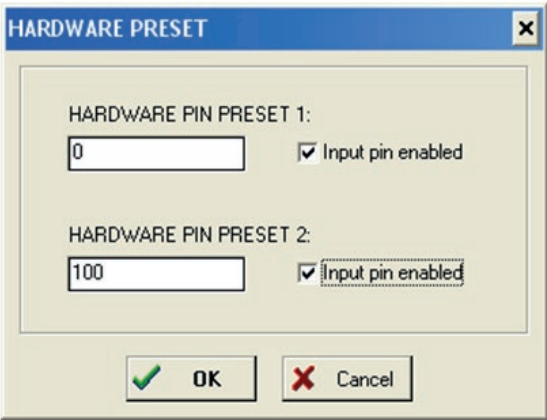 HARDWARE PRESET
HARDWARE PIN PRESET 1:
0 Input pin enabled
HARDWARE PIN PRESET 2:
100 Input pin enabled
OK Cancel